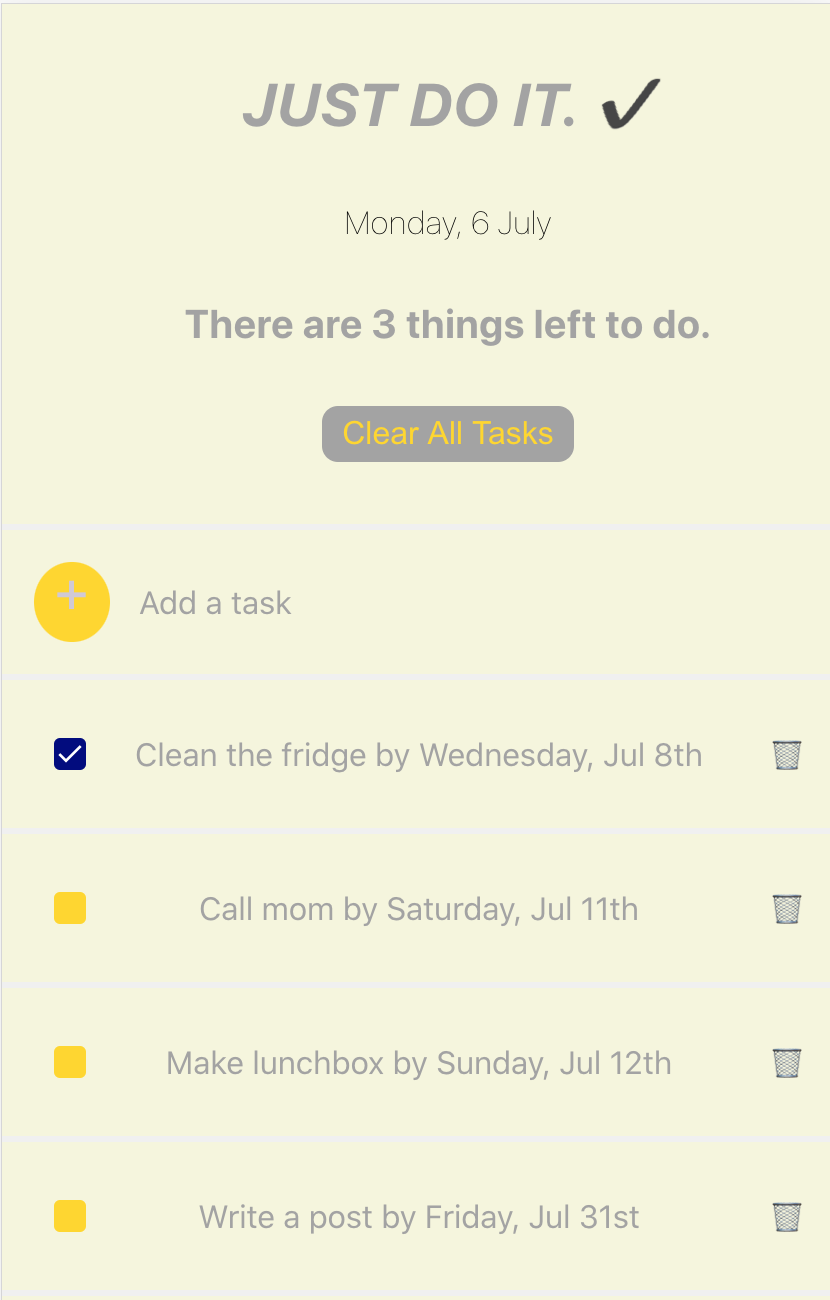 JUST DO IT. ✔
Monday, 6 July
There are 3 things left to do.
Clear All Tasks
+ Add a task
Clean the fridge by Wednesday, Jul 8th
Call mom by Saturday, Jul 11th
Make lunchbox by Sunday, Jul 12th
Write a post by Friday, Jul 31st